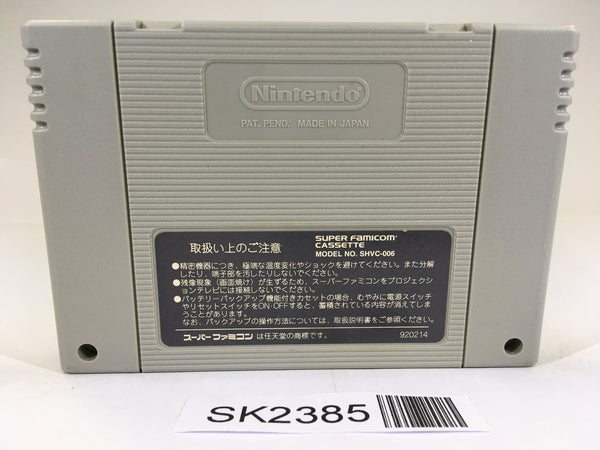 Nintendo
PAT. PEND. MADE IN JAPAN
取扱い上のご注意
SUPER FAMICOM
CASSETTE
MODEL NO. SHVC-006
●精密機器につき、極端な温度変化やショックを避けてください。また分解
したり、端子部を汚したりしないでください。
●残像現象(画面焼け)が生ずるため、スーパーファミコンをプロジェクシ
ョンテレビには接続しないでください。
●バッテリーバックアップ機能付きカセットの場合、むやみに電源スイッチ
やリセットスイッチをON・OFFすると、蓄積されている内容が消えてしま
うことがあります。
なお、バックアップの操作方法については、取扱説明書をご参照ください。
スーパーファミコン は任天堂の商標です。
920214
SK2385